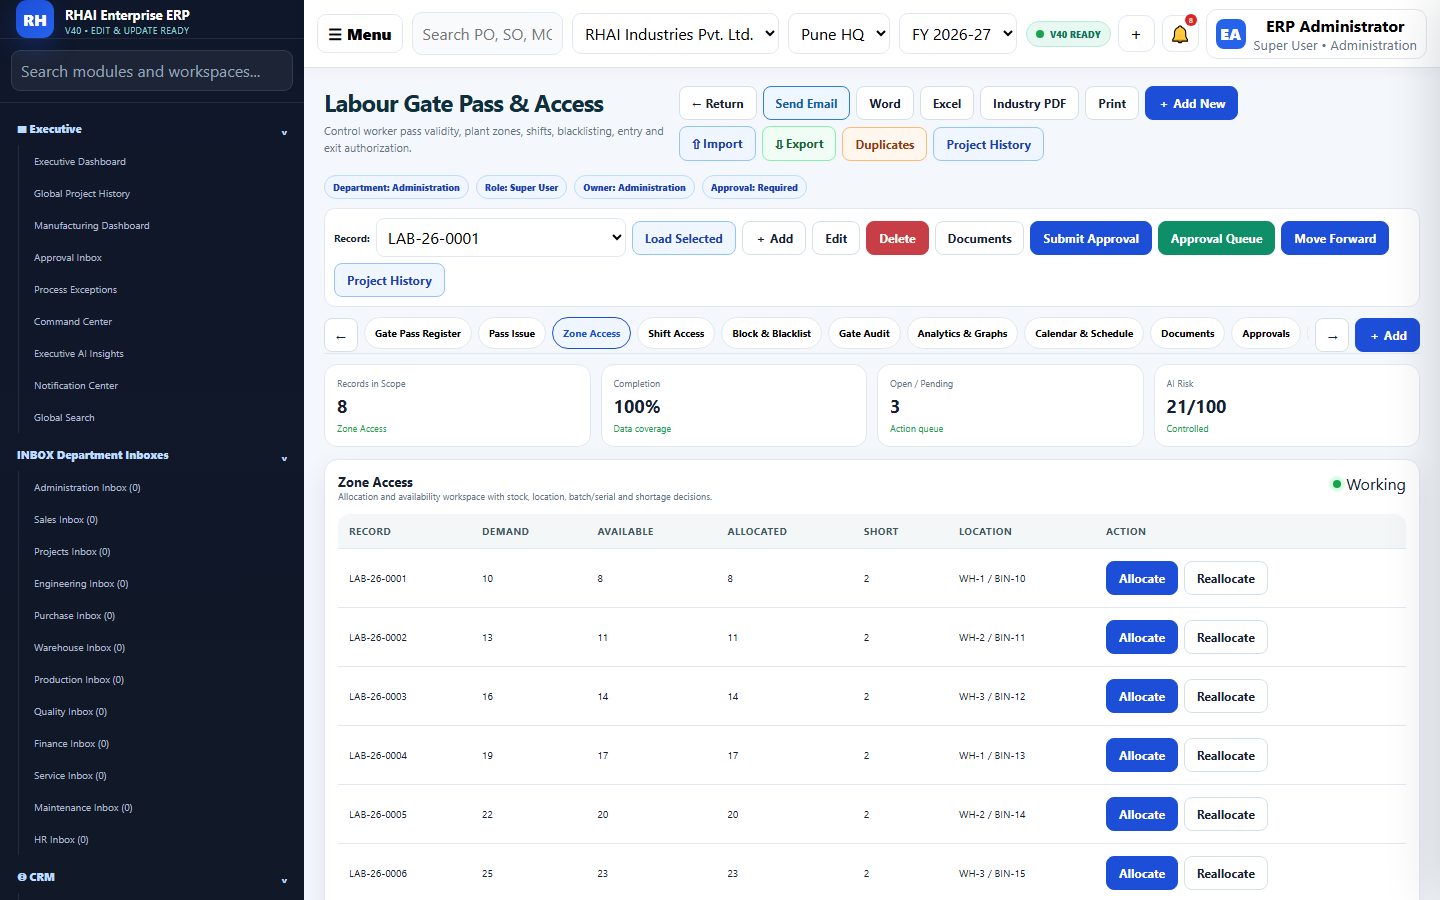 RH
RHAI Enterprise ERP
V40 • EDIT & UPDATE READY
Search modules and workspaces...
Executive
Executive Dashboard
Global Project History
Manufacturing Dashboard
Approval Inbox
Process Exceptions
Command Center
Executive AI Insights
Notification Center
Global Search
INBOX Department Inboxes
Administration Inbox (0)
Sales Inbox (0)
Projects Inbox (0)
Engineering Inbox (0)
Purchase Inbox (0)
Warehouse Inbox (0)
Production Inbox (0)
Quality Inbox (0)
Finance Inbox (0)
Service Inbox (0)
Maintenance Inbox (0)
HR Inbox (0)
CRM
☰ Menu
Search PO, SO, MO
RHAI Industries Pvt. Ltd.
Pune HQ
FY 2026-27
V40 READY
+
8
EA
ERP Administrator
Super User • Administration
Labour Gate Pass & Access
Control worker pass validity, plant zones, shifts, blacklisting, entry and
exit authorization.
← Return
Send Email
Word
Excel
Industry PDF
Print
+ Add New
⇧ Import
⇩ Export
Duplicates
Project History
Department: Administration
Role: Super User
Owner: Administration
Approval: Required
Record:
LAB-26-0001
Load Selected
+ Add
Edit
Delete
Documents
Submit Approval
Approval Queue
Move Forward
Project History
←
Gate Pass Register
Pass Issue
Zone Access
Shift Access
Block & Blacklist
Gate Audit
Analytics & Graphs
Calendar & Schedule
Documents
Approvals
→
+ Add
Records in Scope
8
Zone Access
Completion
100%
Data coverage
Open / Pending
3
Action queue
AI Risk
21/100
Controlled
Zone Access
Allocation and availability workspace with stock, location, batch/serial and shortage decisions.
Working
RECORD DEMAND AVAILABLE ALLOCATED SHORT LOCATION ACTION
LAB-26-0001 10 8 8 2 WH-1 / BIN-10 Allocate Reallocate
LAB-26-0002 13 11 11 2 WH-2 / BIN-11 Allocate Reallocate
LAB-26-0003 16 14 14 2 WH-3 / BIN-12 Allocate Reallocate
LAB-26-0004 19 17 17 2 WH-1 / BIN-13 Allocate Reallocate
LAB-26-0005 22 20 20 2 WH-2 / BIN-14 Allocate Reallocate
LAB-26-0006 25 23 23 2 WH-3 / BIN-15 Allocate Reallocate